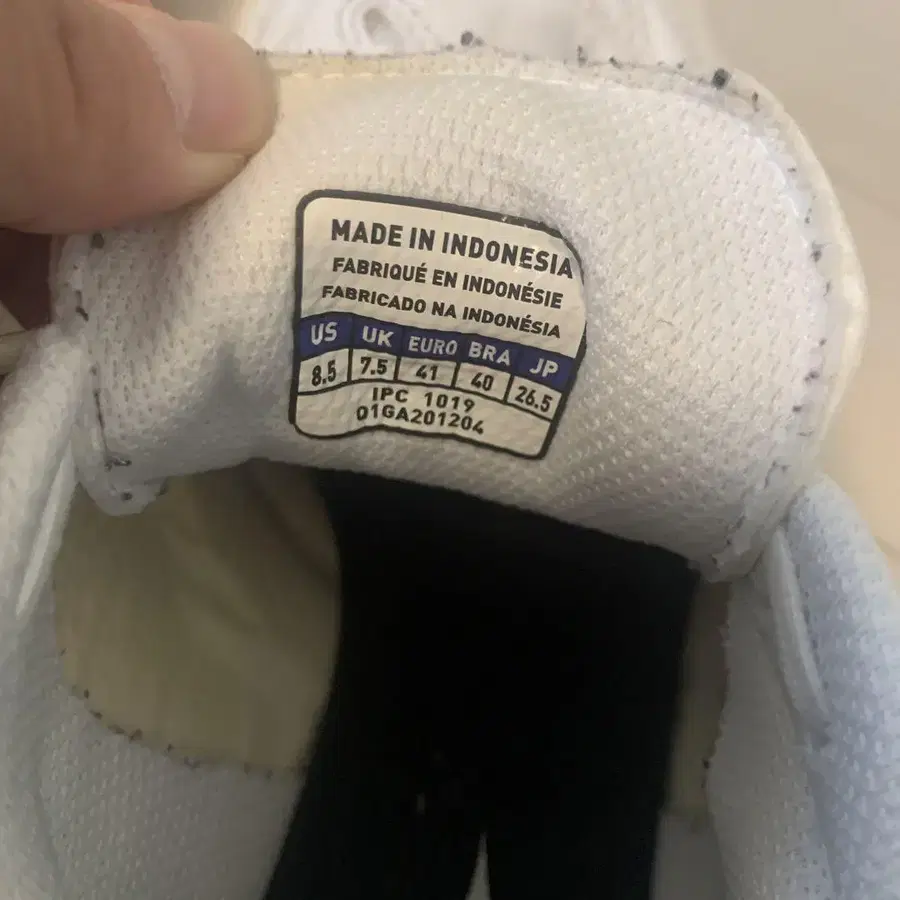 MADE IN INDONESIA
FABRIQUÉ EN INDONÉSIE
FABRICADO NA INDONÉSIA
US UK EURO BRA JP
8.5 7.5 41 40 26.5
IPC 1019
01GA201204